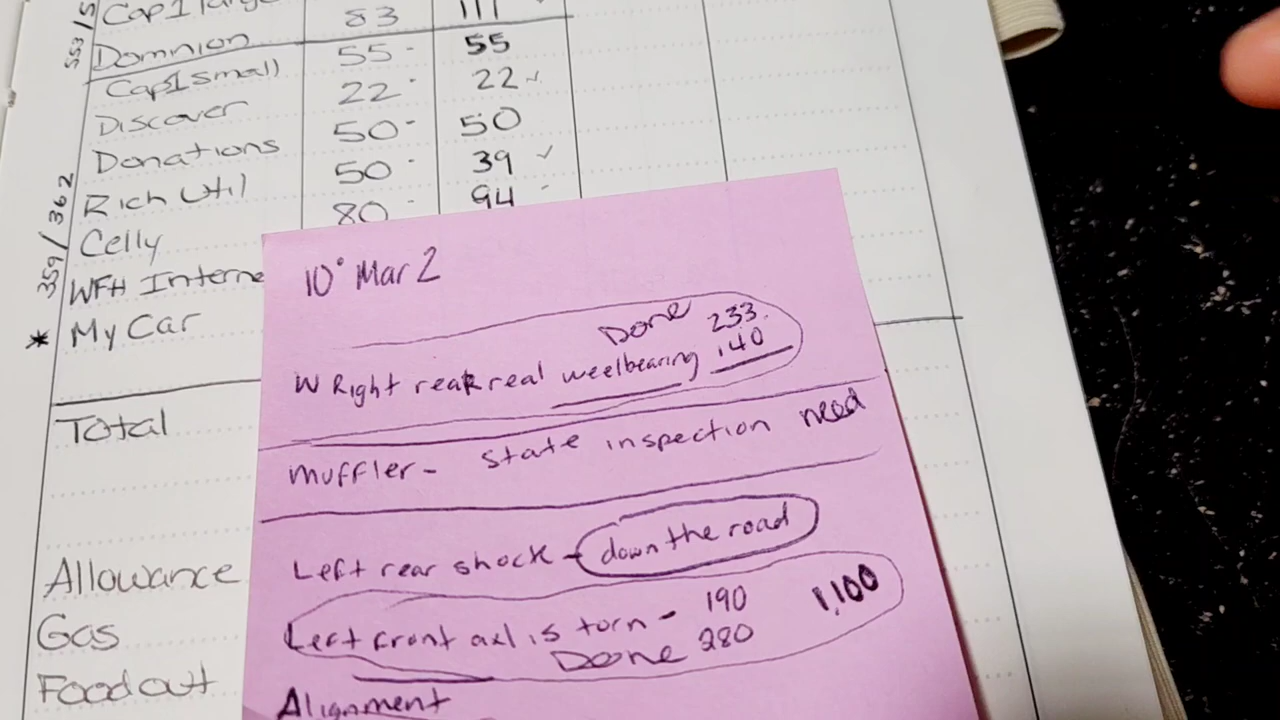 Cap1 large 83 111
553/5
Domnion 55 55
Cap1 small 22 22
Discover 50 50
Donations 50 39
Rich Util 80 94
359/362
Celly
WFH Interne
* My Car
Total
Allowance
Gas
Food out
10° Mar 2
Done 233
W Right rear real weelbearing 140
Muffler - state inspection need
Left rear shock - down the road
Left front axl is torn - 190 1,100
Done 280
Alignment